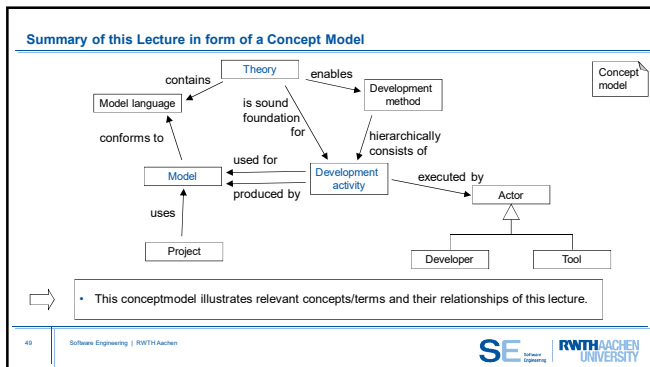 Summary of this Lecture in form of a Concept Model
Theory
contains
enables
Concept
model
Model language
is sound
foundation
for
Development
method
conforms to
hierarchically
consists of
Model
used for
produced by
Development
activity
executed by
Actor
uses
Project
Developer
Tool
• This conceptmodel illustrates relevant concepts/terms and their relationships of this lecture.
49
Software Engineering | RWTH Aachen
SE Software
Engineering
RWTH AACHEN
UNIVERSITY